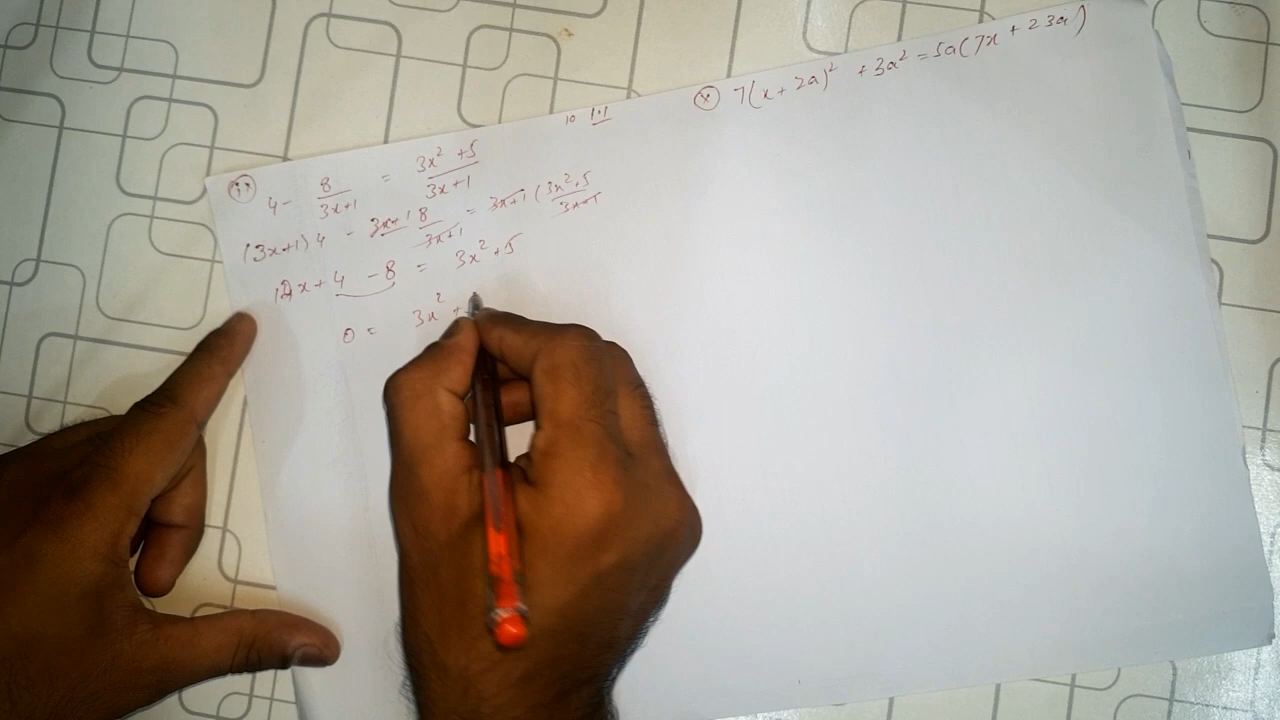 10 1.1
ii 4 - 8/3x+1 = 3x² + 5/3x+1
(3x+1) 4 - 3x+1 8/3x+1 = 3x+1 (3x²+5/3x+1
12x + 4 - 8 = 3x² + 5
0 = 3x² +
x 7(x + 2a)² + 3a² = 5a(7x + 23a)